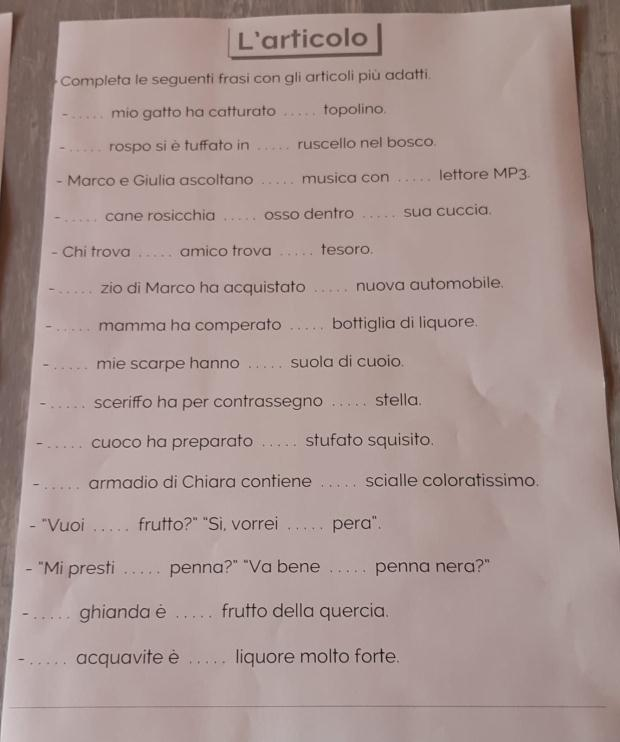 L'articolo
Completa le seguenti frasi con gli articoli più adatti.
- ..... mio gatto ha catturato ..... topolino.
- ..... rospo si è tuffato in ..... ruscello nel bosco.
- Marco e Giulia ascoltano ..... musica con ..... lettore MP3.
- ..... cane rosicchia ..... osso dentro ..... sua cuccia.
- Chi trova ..... amico trova ..... tesoro.
- ..... zio di Marco ha acquistato ..... nuova automobile.
- ..... mamma ha comperato ..... bottiglia di liquore.
- ..... mie scarpe hanno ..... suola di cuoio.
- ..... sceriffo ha per contrassegno ..... stella.
- ..... cuoco ha preparato ..... stufato squisito.
- ..... armadio di Chiara contiene ..... scialle coloratissimo.
- "Vuoi ..... frutto?" "Sì, vorrei ..... pera".
- "Mi presti ..... penna?" "Va bene ..... penna nera?"
- ..... ghianda è ..... frutto della quercia.
- ..... acquavite è ..... liquore molto forte.